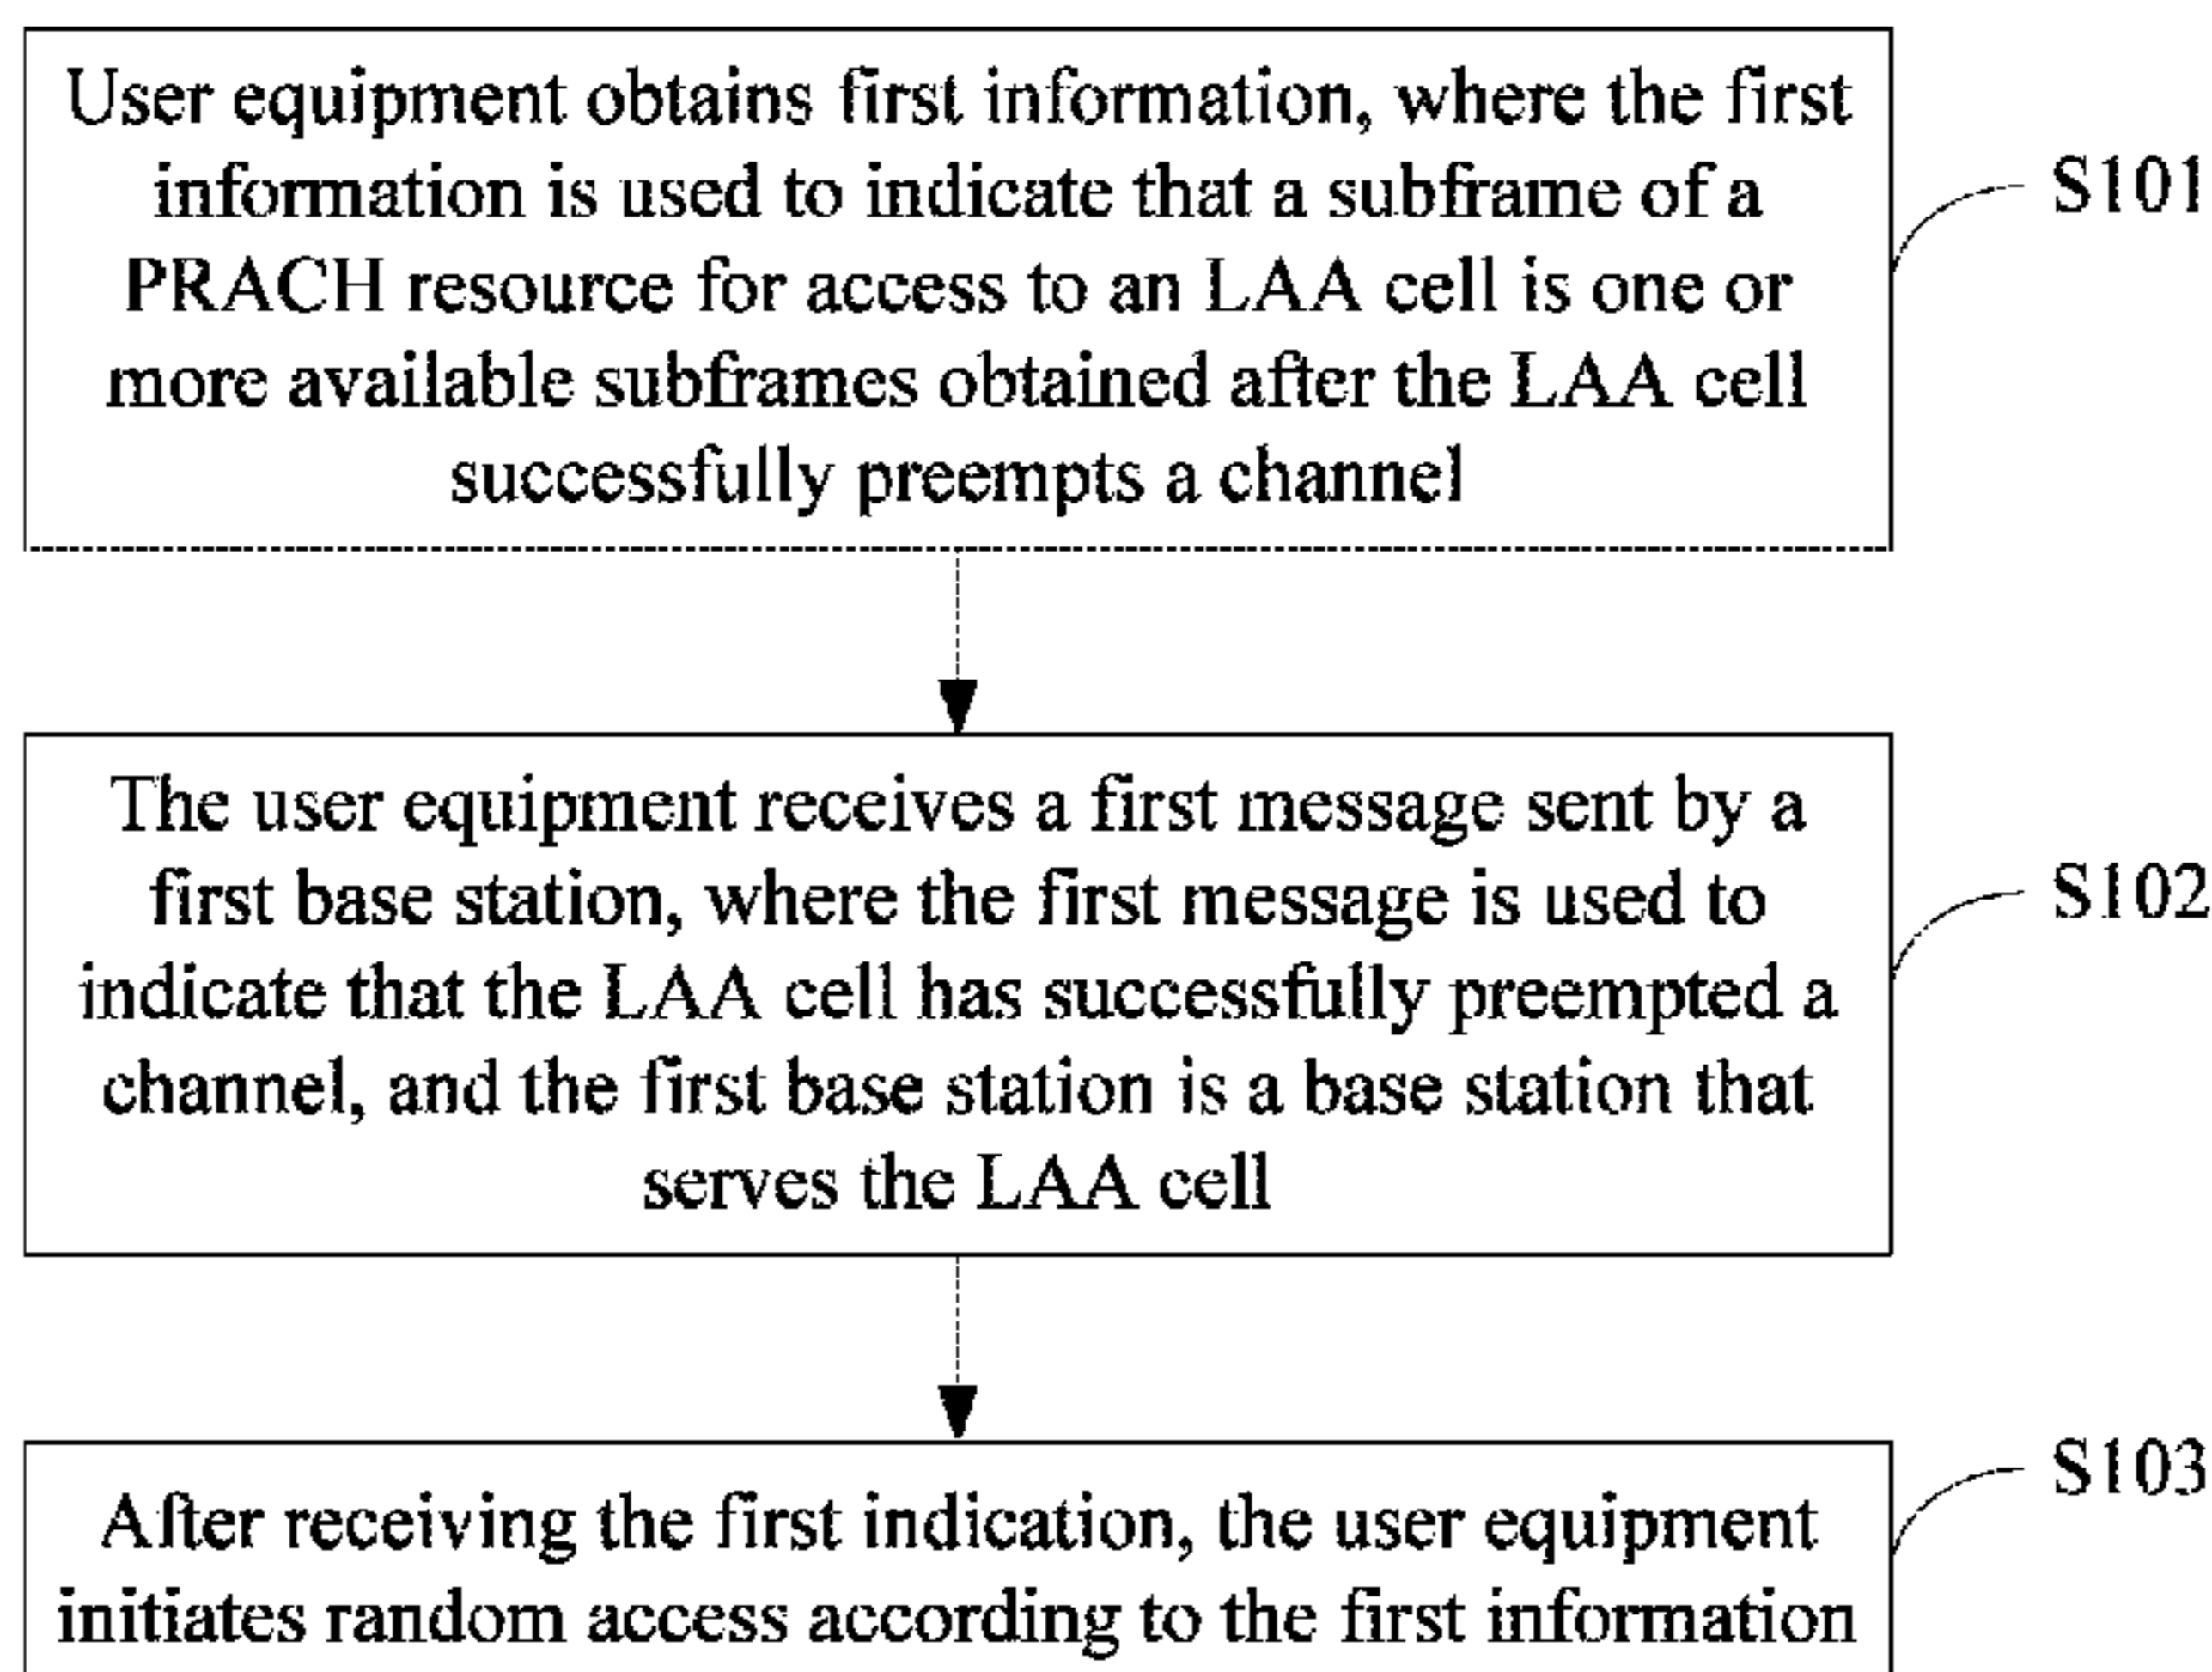 User equipment obtains first information, where the first
information is used to indicate that a subframe of a
PRACH resource for access to an LAA cell is one or
more available subframes obtained after the LAA cell
successfully preempts a channel
S101
The user equipment receives a first message sent by a
first base station, where the first message is used to
indicate that the LAA cell has successfully preempted a
channel, and the first base station is a base station that
serves the LAA cell
S102
After receiving the first indication, the user equipment
initiates random access according to the first information
S103